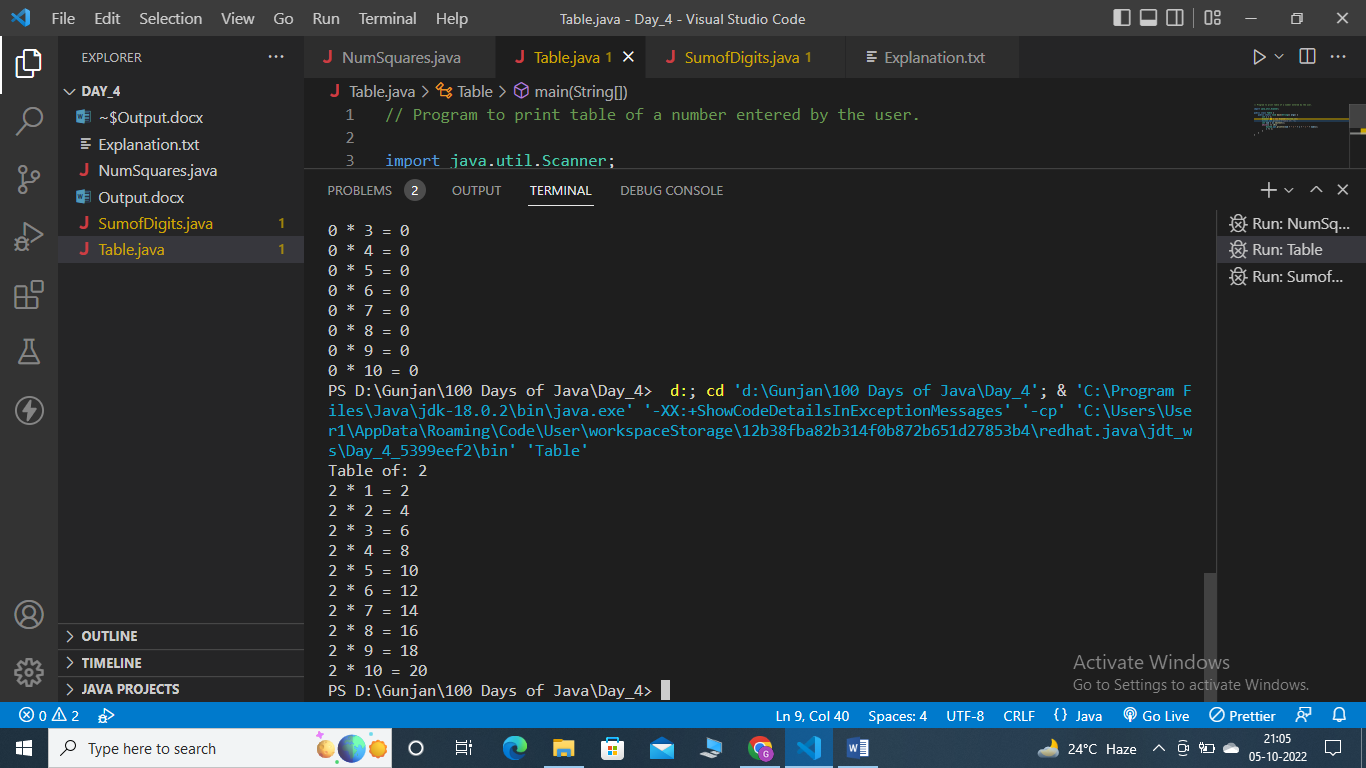 File Edit Selection View Go Run Terminal Help
Table.java - Day_4 - Visual Studio Code
EXPLORER
DAY_4
~$Output.docx
Explanation.txt
NumSquares.java
Output.docx
SumofDigits.java 1
Table.java 1
OUTLINE
TIMELINE
JAVA PROJECTS
NumSquares.java Table.java 1 SumofDigits.java 1 Explanation.txt
Table.java > Table > main(String[])
1 // Program to print table of a number entered by the user.
2
3 import java.util.Scanner;
PROBLEMS 2 OUTPUT TERMINAL DEBUG CONSOLE
0 * 3 = 0
0 * 4 = 0
0 * 5 = 0
0 * 6 = 0
0 * 7 = 0
0 * 8 = 0
0 * 9 = 0
0 * 10 = 0
PS D:\Gunjan\100 Days of Java\Day_4>  d:; cd 'd:\Gunjan\100 Days of Java\Day_4'; & 'C:\Program F
iles\Java\jdk-18.0.2\bin\java.exe' '-XX:+ShowCodeDetailsInExceptionMessages' '-cp' 'C:\Users\Use
r1\AppData\Roaming\Code\User\workspaceStorage\12b38fba82b314f0b872b651d27853b4\redhat.java\jdt_w
s\Day_4_5399eef2\bin' 'Table'
Table of: 2
2 * 1 = 2
2 * 2 = 4
2 * 3 = 6
2 * 4 = 8
2 * 5 = 10
2 * 6 = 12
2 * 7 = 14
2 * 8 = 16
2 * 9 = 18
2 * 10 = 20
PS D:\Gunjan\100 Days of Java\Day_4>
Run: NumSq...
Run: Table
Run: Sumof...
Activate Windows
Go to Settings to activate Windows.
0 2 Ln 9, Col 40 Spaces: 4 UTF-8 CRLF {} Java Go Live Prettier
Type here to search
24°C Haze
21:05
05-10-2022